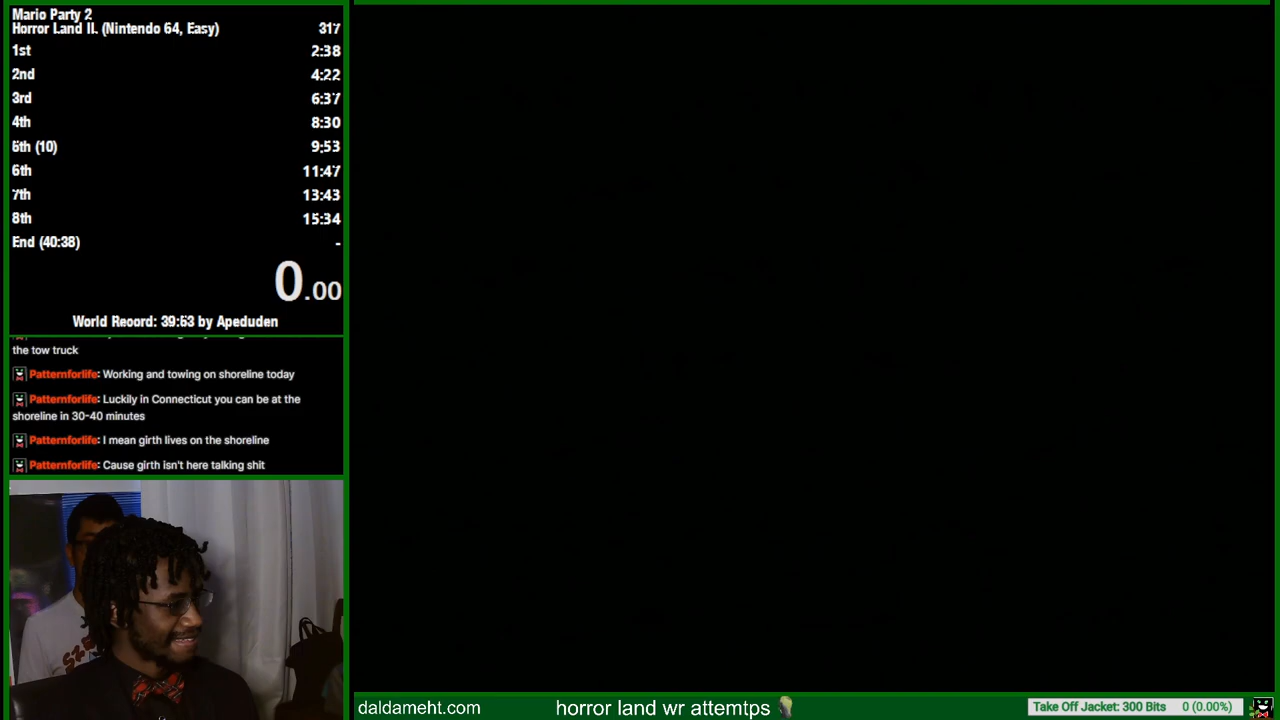 Mario Party 2
Horror Land II. (Nintendo 64, Easy) 317
1st 2:38
2nd 4:22
3rd 6:37
4th 8:30
5th (10) 9:53
6th 11:47
7th 13:43
8th 15:34
End (40:38) -
0.00
World Reoord: 39:53 by Apeduden
the tow truck
Patternforlife: Working and towing on shoreline today
Patternforlife: Luckily in Connecticut you can be at the
shoreline in 30-40 minutes
Patternforlife: I mean girth lives on the shoreline
Patternforlife: Cause girth isn't here talking shit
daldameht.com
horror land wr attemtps
Take Off Jacket: 300 Bits 0 (0.00%)